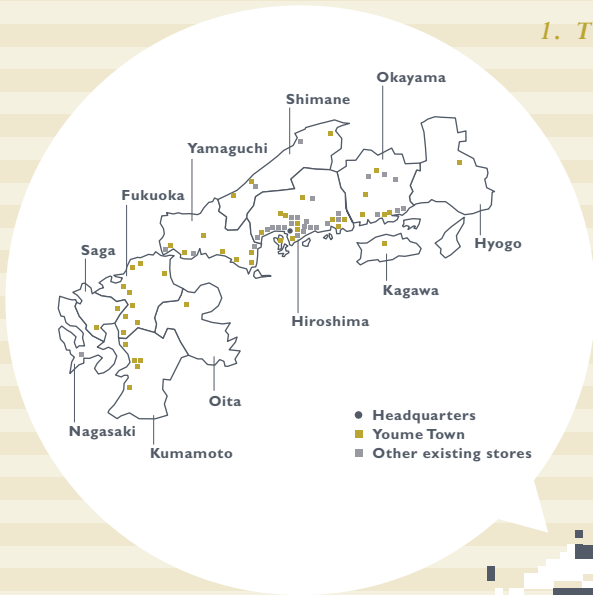 1. T
Okayama
Shimane
Yamaguchi
Fukuoka
Saga
Hyogo
Kagawa
Hiroshima
Oita
Nagasaki
Kumamoto
Headquarters
Youme Town
Other existing stores